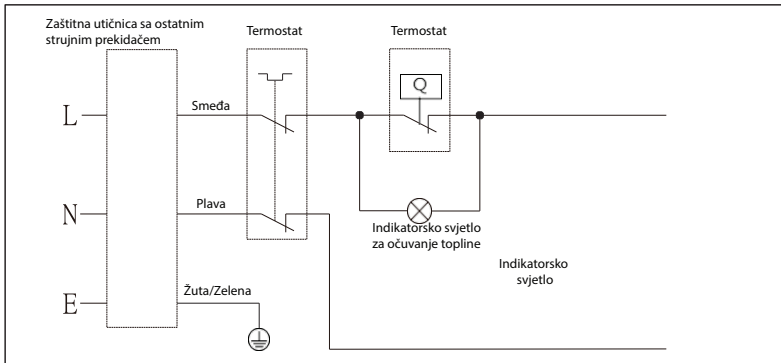 Zaštitna utičnica sa ostatnim
strujnim prekidačem
Termostat
Termostat
Q
L
Smeđa
N
Plava
Indikatorsko svjetlo
za očuvanje topline
Indikatorsko
svjetlo
E
Žuta/Zelena